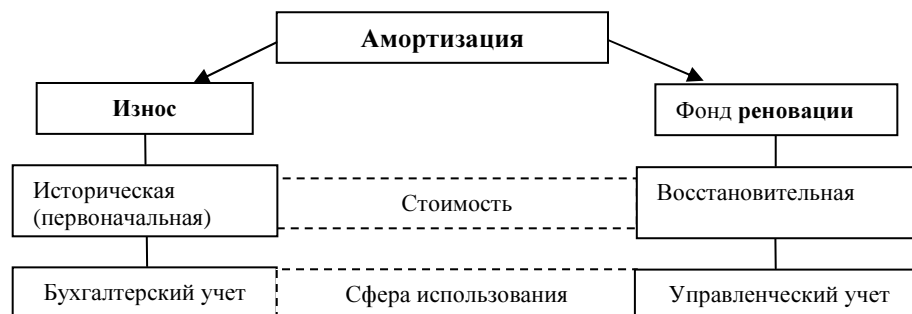 Амортизация
Износ
Фонд реновации
Историческая
(первоначальная)
Стоимость
Восстановительная
Бухгалтерский учет
Сфера использования
Управленческий учет